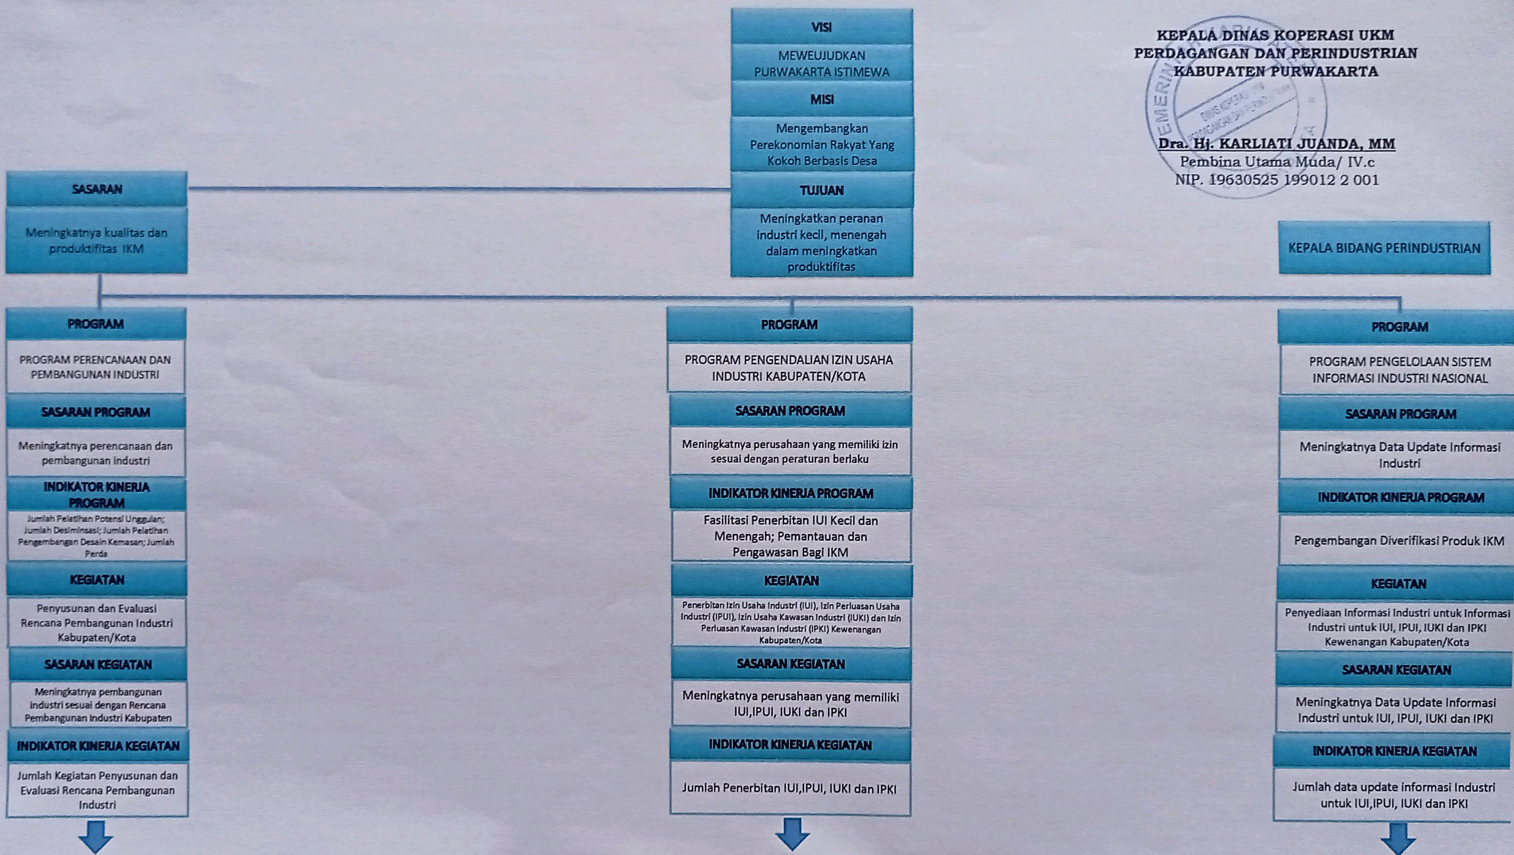 VISI
MEWEUJUDKAN
PURWAKARTA ISTIMEWA
MISI
Mengembangkan
Perekonomian Rakyat Yang
Kokoh Berbasis Desa
TUJUAN
Meningkatkan peranan
industri kecil, menengah
dalam meningkatkan
produktifitas
KEPALA DINAS KOPERASI UKM
PERDAGANGAN DAN PERINDUSTRIAN
KABUPATEN PURWAKARTA
Dra. Hj. KARLIATI JUANDA, MM
Pembina Utama Muda/ IV.c
NIP. 19630525 199012 2 001
SASARAN
Meningkatnya kualitas dan
produktifitas IKM
KEPALA BIDANG PERINDUSTRIAN
PROGRAM
PROGRAM PERENCANAAN DAN
PEMBANGUNAN INDUSTRI
SASARAN PROGRAM
Meningkatnya perencanaan dan
pembangunan industri
INDIKATOR KINERJA
PROGRAM
Jumlah Pelatihan Potensi Unggulan;
Jumlah Desiminasi; Jumlah Pelatihan
Pengembangan Desain Kemasan; Jumlah
Perda
KEGIATAN
Penyusunan dan Evaluasi
Rencana Pembangunan Industri
Kabupaten/Kota
SASARAN KEGIATAN
Meningkatnya pembangunan
industri sesuai dengan Rencana
Pembangunan Industri Kabupaten
INDIKATOR KINERJA KEGIATAN
Jumlah Kegiatan Penyusunan dan
Evaluasi Rencana Pembangunan
Industri
PROGRAM
PROGRAM PENGENDALIAN IZIN USAHA
INDUSTRI KABUPATEN/KOTA
SASARAN PROGRAM
Meningkatnya perusahaan yang memiliki izin
sesuai dengan peraturan berlaku
INDIKATOR KINERJA PROGRAM
Fasilitasi Penerbitan IUI Kecil dan
Menengah; Pemantauan dan
Pengawasan Bagi IKM
KEGIATAN
Penerbitan Izin Usaha Industri (IUI), Izin Perluasan Usaha
Industri (IPUI), Izin Usaha Kawasan Industri (IUKI) dan Izin
Perluasan Kawasan Industri (IPKI) Kewenangan
Kabupaten/Kota
SASARAN KEGIATAN
Meningkatnya perusahaan yang memiliki
IUI,IPUI, IUKI dan IPKI
INDIKATOR KINERJA KEGIATAN
Jumlah Penerbitan IUI,IPUI, IUKI dan IPKI
PROGRAM
PROGRAM PENGELOLAAN SISTEM
INFORMASI INDUSTRI NASIONAL
SASARAN PROGRAM
Meningkatnya Data Update Informasi
Industri
INDIKATOR KINERJA PROGRAM
Pengembangan Diverifikasi Produk IKM
KEGIATAN
Penyediaan Informasi Industri untuk Informasi
Industri untuk IUI, IPUI, IUKI dan IPKI
Kewenangan Kabupaten/Kota
SASARAN KEGIATAN
Meningkatnya Data Update Informasi
Industri untuk IUI, IPUI, IUKI dan IPKI
INDIKATOR KINERJA KEGIATAN
Jumlah data update informasi Industri
untuk IUI,IPUI, IUKI dan IPKI